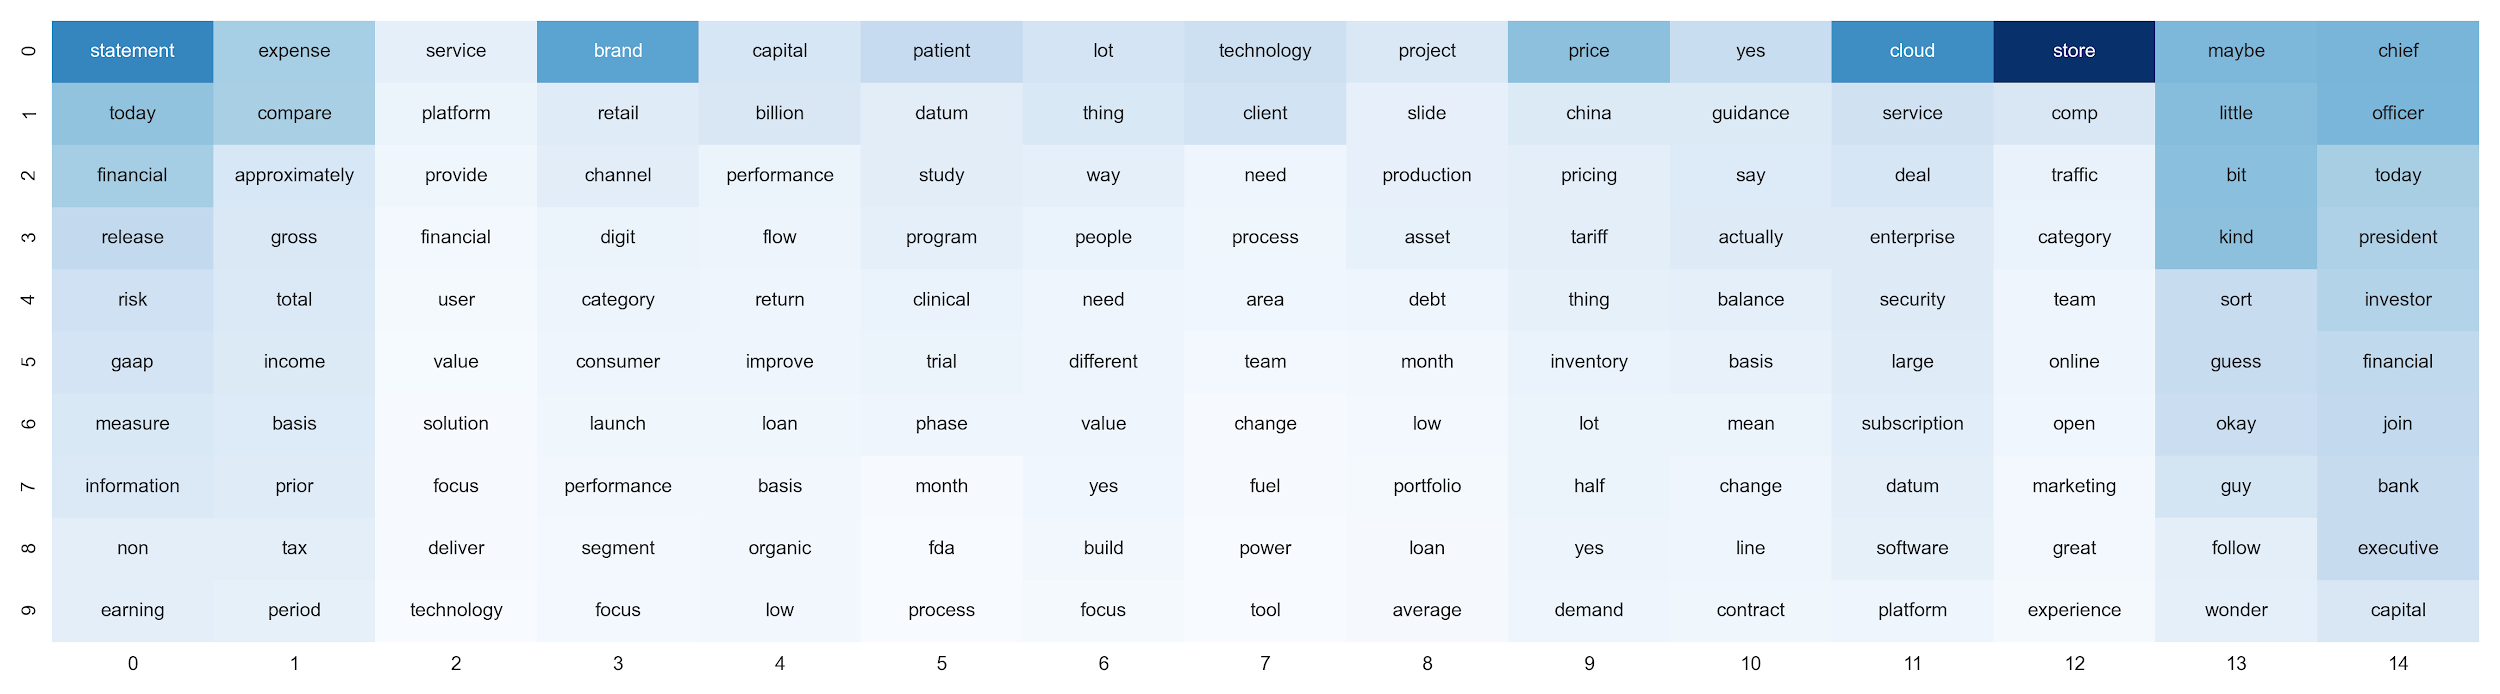 0 statement expense service brand capital patient lot technology project price yes cloud store maybe chief
1 today compare platform retail billion datum thing client slide china guidance service comp little officer
2 financial approximately provide channel performance study way need production pricing say deal traffic bit today
3 release gross financial digit flow program people process asset tariff actually enterprise category kind president
4 risk total user category return clinical need area debt thing balance security team sort investor
5 gaap income value consumer improve trial different team month inventory basis large online guess financial
6 measure basis solution launch loan phase value change low lot mean subscription open okay join
7 information prior focus performance basis month yes fuel portfolio half change datum marketing guy bank
8 non tax deliver segment organic fda build power loan yes line software great follow executive
9 earning period technology focus low process focus tool average demand contract platform experience wonder capital
0 1 2 3 4 5 6 7 8 9 10 11 12 13 14